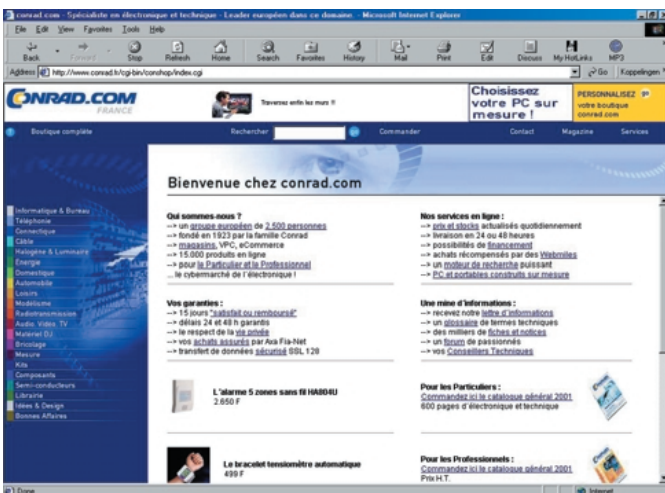 conrad.com - Spécialiste en électronique et technique - Leader européen dans ce domaine. - Microsoft Internet Explorer
File Edit View Favorites Tools Help
Back Forward Stop Refresh Home Search Favorites History Mail Print Edit Discuss My HotLinks MP3
Address http://www.conrad.fr/cgi-bin/conshop/index.cgi Go Koppelingen
CONRAD.COM
FRANCE
Traversez enfin les murs !!
Choisissez
votre PC sur
mesure !
PERSONNALISEZ go
votre boutique
conrad.com
Boutique complète Rechercher go Commander Contact Magazine Services
Bienvenue chez conrad.com
Informatique & Bureau
Téléphonie
Connectique
Câble
Halogène & Luminaire
Energie
Domestique
Automobile
Loisirs
Modélisme
Radiotransmission
Audio, Vidéo, TV
Matériel DJ
Bricolage
Mesure
Kits
Composants
Semi-conducteurs
Librairie
Idées & Design
Bonnes Affaires
Qui sommes-nous ?
--> un groupe européen de 2.500 personnes
--> fondé en 1923 par la famille Conrad
--> magasins, VPC, eCommerce
--> 15.000 produits en ligne
--> pour le Particulier et le Professionnel
... le cybermarché de l'électronique !
Nos services en ligne :
--> prix et stocks actualisés quotidiennement
--> livraison en 24 ou 48 heures
--> possibilités de financement
--> achats récompensés par des Webmiles
--> un moteur de recherche puissant
--> PC et portables construits sur mesure
Vos garanties :
--> 15 jours "satisfait ou remboursé"
--> délais 24 et 48 h garantis
--> le respect de la vie privée
--> vos achats assurés par Axa Fia-Net
--> transfert de données sécurisé SSL 128
Une mine d'informations :
--> recevez notre lettre d'informations
--> un glossaire de termes techniques
--> des milliers de fiches et notices
--> un forum de passionnés
--> vos Conseillers Techniques
L'alarme 5 zones sans fil HA804U
2.650 F
Pour les Particuliers :
Commandez ici le catalogue général 2001
600 pages d'électronique et technique
Le bracelet tensiomètre automatique
499 F
Pour les Professionnels :
Commandez ici le catalogue général 2001
Prix H.T.
Done Internet